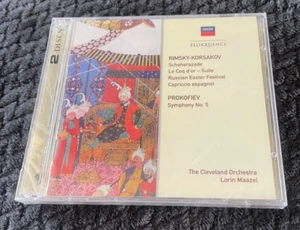 2 DISCS
DECCA
ELOQUENCE
RIMSKY-KORSAKOV
Scheherazade
Le Coq d'or – Suite
Russian Easter Festival
Capriccio espagnol
PROKOFIEV
Symphony No. 5
The Cleveland Orchestra
Lorin Maazel